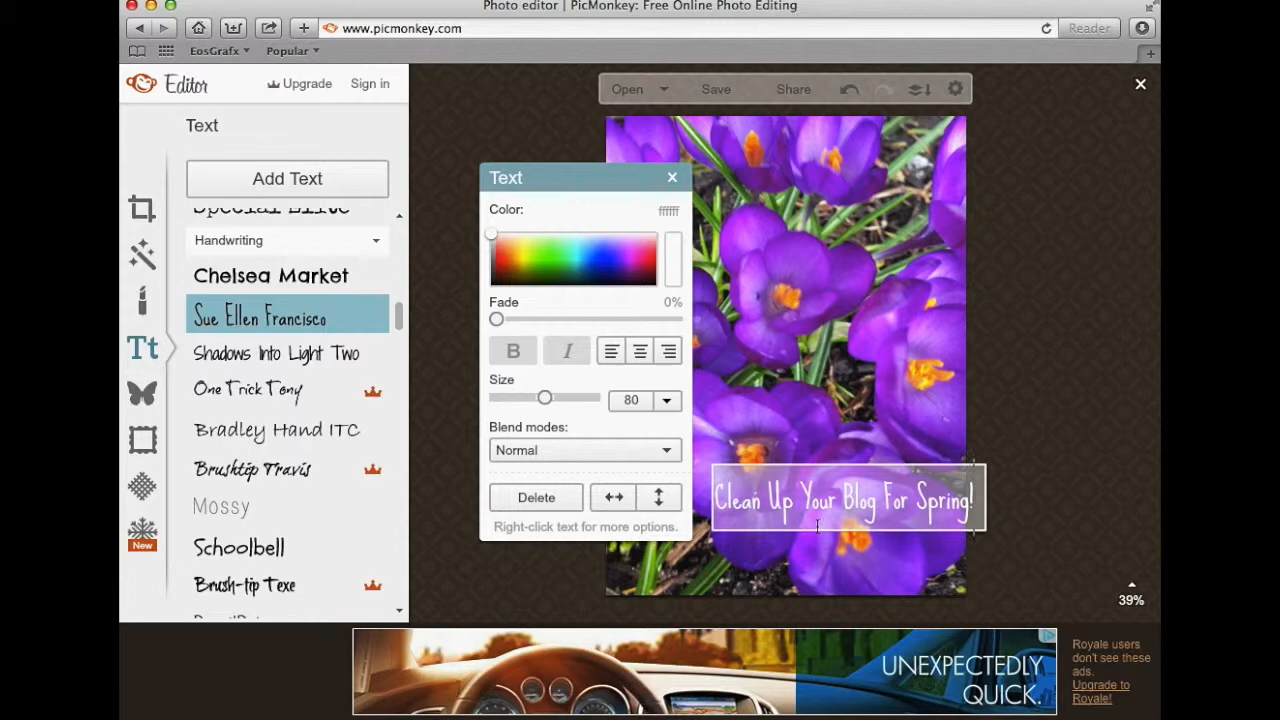 Photo editor | PicMonkey: Free Online Photo Editing
www.picmonkey.com
Reader
EosGrafx
Popular
Editor
Upgrade
Sign in
Open
Save
Share
Text
Add Text
Special Elite
Handwriting
Chelsea Market
Sue Ellen Francisco
Shadows Into Light Two
One Trick Tony
Bradley Hand ITC
Brushtip Travis
Mossy
Schoolbell
Brush-tip Texe
Tt
New
Text
Color:
ffffff
Fade
0%
B
I
Size
80
Blend modes:
Normal
Delete
Right-click text for more options.
Clean Up Your Blog For Spring!
39%
UNEXPECTEDLY
QUICK.
Royale users
don't see these
ads.
Upgrade to
Royale!